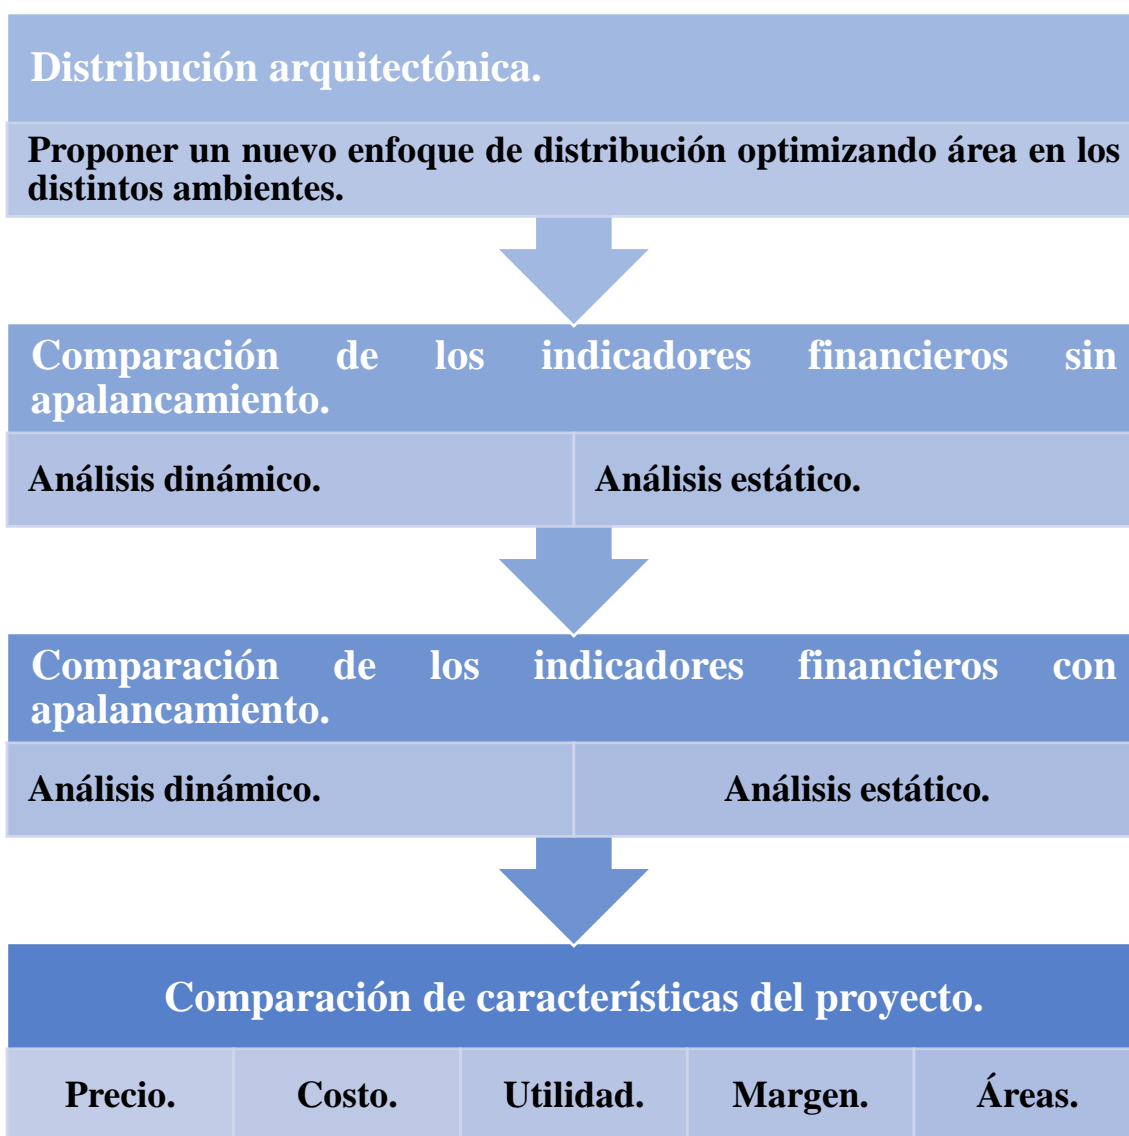 Distribución arquitectónica.
Proponer un nuevo enfoque de distribución optimizando área en los
distintos ambientes.
Comparación de los indicadores financieros sin
apalancamiento.
Análisis dinámico. Análisis estático.
Comparación de los indicadores financieros con
apalancamiento.
Análisis dinámico. Análisis estático.
Comparación de características del proyecto.
Precio. Costo. Utilidad. Margen. Áreas.